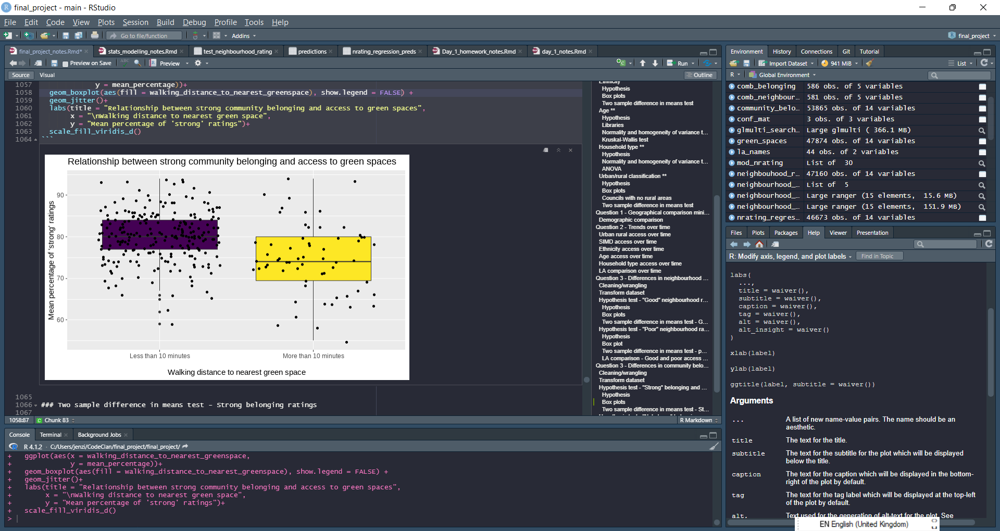 final_project - main - RStudio
File Edit Code View Plots Session Build Debug Profile Tools Help
Go to file/function Addins final_project
final_project_notes.Rmd* stats_modelling_notes.Rmd test_neighbourhood_rating predictions nrating_regression_preds Day_1_homework_notes.Rmd day_1_notes.Rmd
Preview on Save ABC Preview Run
Source Visual Outline
1057 y = mean_percentage))+
1058 geom_boxplot(aes(fill = walking_distance_to_nearest_greenspace), show.legend = FALSE) +
1059 geom_jitter()+
1060 labs(title = "Relationship between strong community belonging and access to green spaces",
1061 x = "\nWalking distance to nearest green space",
1062 y = "Mean percentage of 'strong' ratings")+
1063 scale_fill_viridis_d()
1064 ```
Relationship between strong community belonging and access to green spaces
Mean percentage of 'strong' ratings
90
80
70
60
Less than 10 minutes More than 10 minutes
Walking distance to nearest green space
1065
1066 ### Two sample difference in means test - Strong belonging ratings
1067
1058:87 Chunk 83 R Markdown
Ethnicity
Hypothesis
Box plots
Two sample difference in means test
Age **
Hypothesis
Libraries
Normality and homogeneity of variance t...
Kruskal-Wallis test
Household type **
Hypothesis
Normality and homogeneity of variance t...
ANOVA
Urban/rural classification **
Hypothesis
Box plots
Councils with no rural areas
Two sample difference in means test
Question 1 - Geographical comparison mini...
Demographic comparison
Question 2 - Trends over time
Urban rural access over time
SIMD access over time
Ethnicity access over time
Age access over time
Household type access over time
LA comparison over time
Question 3 - Differences in neighbourhood ...
Cleaning/wrangling
Transform dataset
Hypothesis test - "Good" neighbourhood r...
Hypothesis
Box plots
Two sample difference in means test - G...
Hypothesis test - "Poor" neighbourhood ra...
Hypothesis
Box plot
Two sample difference in means test - p...
LA comparison - Good and poor access ...
Question 3 - Differences in community belo...
Cleaning/wrangling
Transform dataset
Hypothesis test - "Strong" belonging and ...
Hypothesis
Box plots
Two sample difference in means test - St...
Console Terminal Background Jobs
R 4.1.2 · C:/Users/jenzi/CodeClan/final_project/final_project/
+ ggplot(aes(x = walking_distance_to_nearest_greenspace,
+ y = mean_percentage))+
+ geom_boxplot(aes(fill = walking_distance_to_nearest_greenspace), show.legend = FALSE) +
+ geom_jitter()+
+ labs(title = "Relationship between strong community belonging and access to green spaces",
+ x = "\nWalking distance to nearest green space",
+ y = "Mean percentage of 'strong' ratings")+
+ scale_fill_viridis_d()
>
Environment History Connections Git Tutorial
Import Dataset 941 MiB List
R Global Environment
comb_belonging 586 obs. of 5 variables
comb_neighbour... 581 obs. of 5 variables
community_belo... 53865 obs. of 14 variables
conf_mat 3 obs. of 3 variables
glmulti_search... Large glmulti ( 366.1 MB)
green_spaces 47874 obs. of 14 variables
la_names 44 obs. of 2 variables
mod_nrating List of 30
neighbouhood_r... 47160 obs. of 14 variables
neighbourhood_... List of 5
neighbourhood_... Large ranger (15 elements, 15.6 MB)
neighbourhood_... Large ranger (15 elements, 151.9 MB)
nrating_regres... 46673 obs. of 14 variables
Files Plots Packages Help Viewer Presentation
R: Modify axis, legend, and plot labels Find in Topic
labs(
...,
title = waiver(),
subtitle = waiver(),
caption = waiver(),
tag = waiver(),
alt = waiver(),
alt_insight = waiver()
)
xlab(label)
ylab(label)
ggtitle(label, subtitle = waiver())
Arguments
... A list of new name-value pairs. The name should be an
aesthetic.
title The text for the title.
subtitle The text for the subtitle for the plot which will be displayed
below the title.
caption The text for the caption which will be displayed in the bottom-
right of the plot by default.
tag The text for the tag label which will be displayed at the top-left
of the plot by default.
alt, Text used for the generation of alt-text for the plot. See
EN English (United Kingdom)